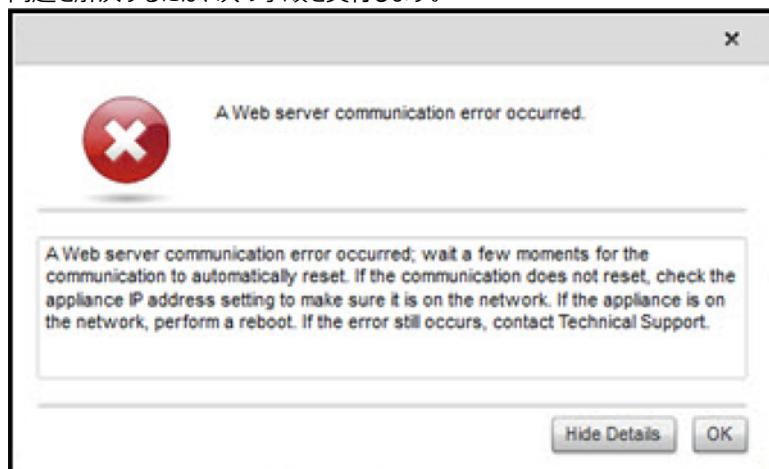 A Web server communication error occurred.
A Web server communication error occurred; wait a few moments for the
communication to automatically reset. If the communication does not reset, check the
appliance IP address setting to make sure it is on the network. If the appliance is on
the network, perform a reboot. If the error still occurs, contact Technical Support.
Hide Details
OK